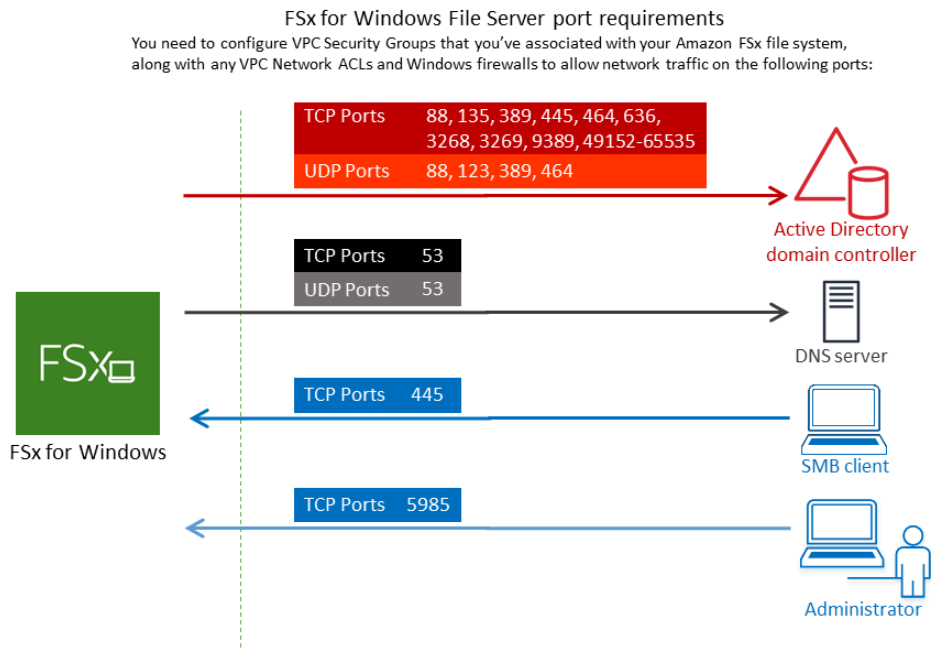 FSx for Windows File Server port requirements
You need to configure VPC Security Groups that you’ve associated with your Amazon FSx file system,
along with any VPC Network ACLs and Windows firewalls to allow network traffic on the following ports:
TCP Ports 88, 135, 389, 445, 464, 636,
3268, 3269, 9389, 49152-65535
UDP Ports 88, 123, 389, 464
Active Directory
domain controller
TCP Ports 53
UDP Ports 53
DNS server
FSx
FSx for Windows
TCP Ports 445
SMB client
TCP Ports 5985
Administrator